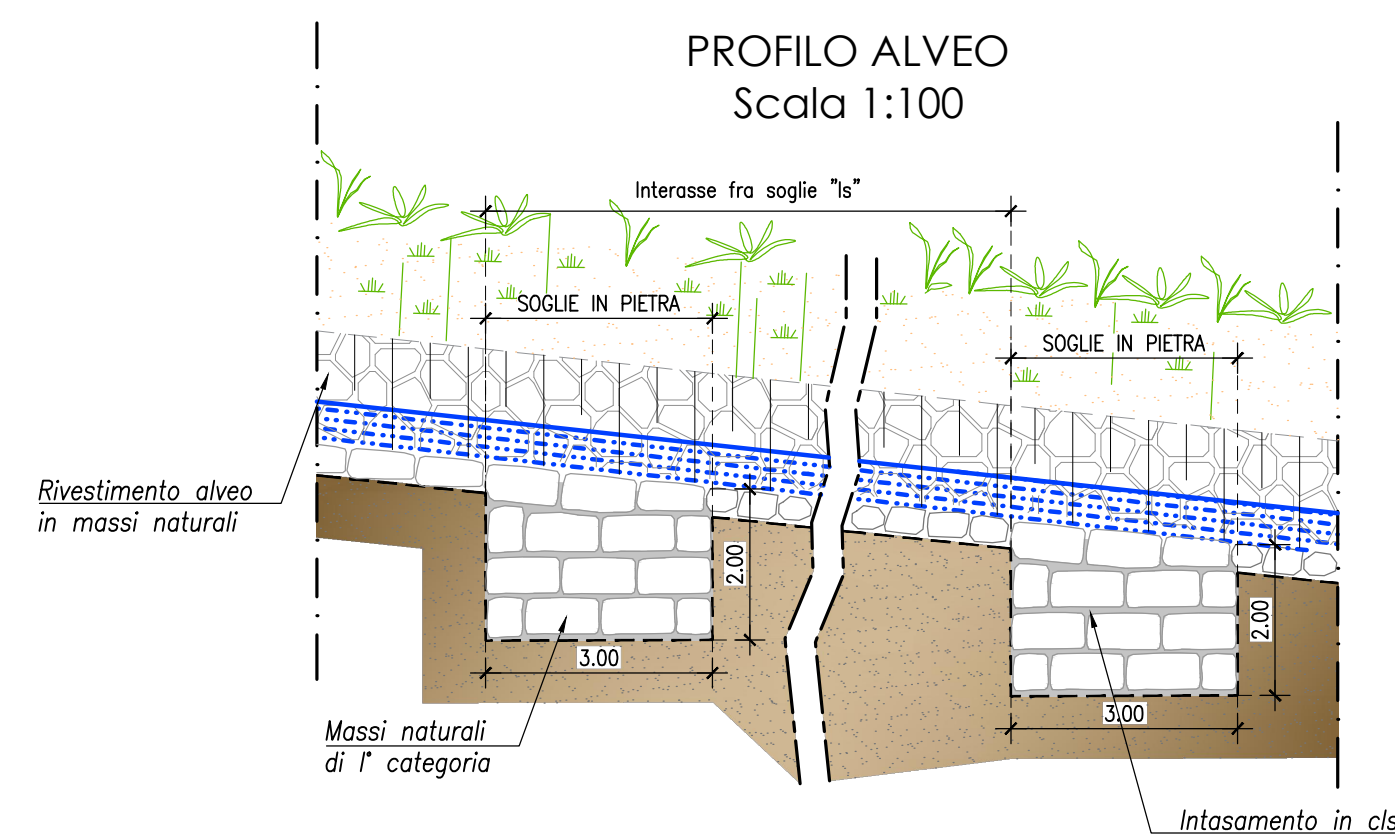 PROFILO ALVEO
Scala 1:100
Interasse fra soglie "Is"
SOGLIE IN PIETRA
SOGLIE IN PIETRA
Rivestimento alveo
in massi naturali
2.00
2.00
3.00
3.00
Massi naturali
di I° categoria
Intasamento in cls